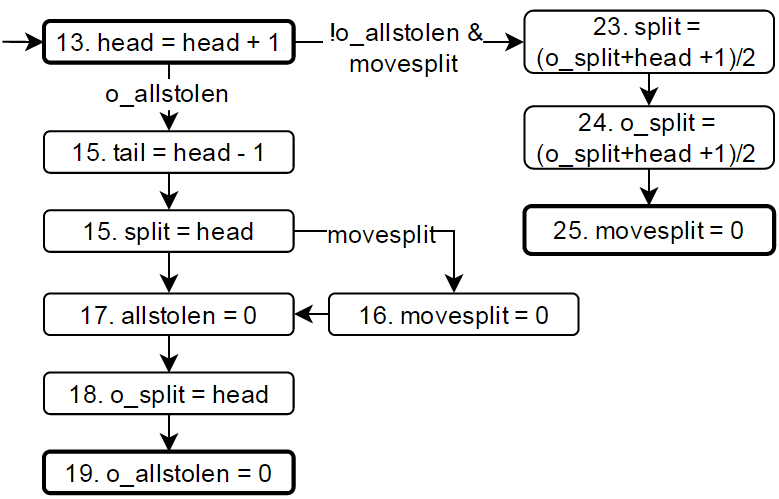 13. head = head + 1
!o_allstolen &
movesplit
23. split =
(o_split+head +1)/2
o_allstolen
24. o_split =
(o_split+head +1)/2
15. tail = head - 1
15. split = head
movesplit
25. movesplit = 0
17. allstolen = 0
16. movesplit = 0
18. o_split = head
19. o_allstolen = 0